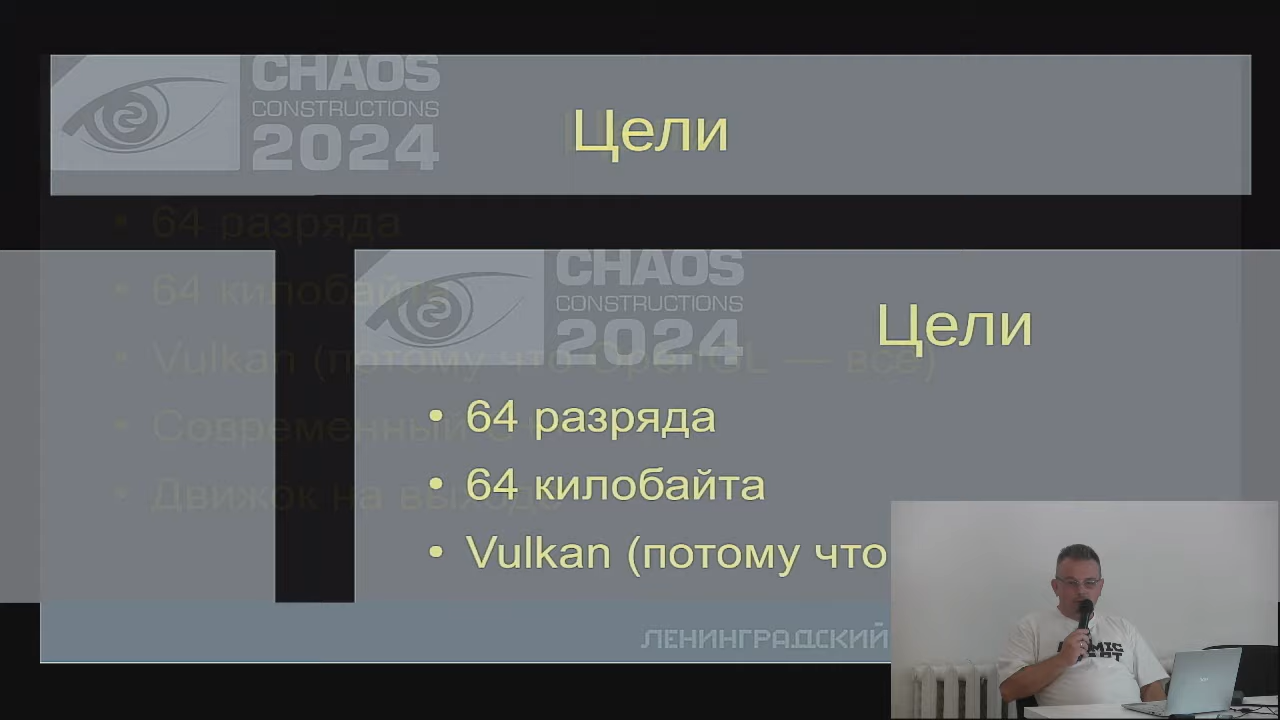 CHAOS
CONSTRUCTIONS
2024
Цели
64 разряда
64 килобайта
Vulkan (потому что OpenGL — всё)
Современный C
Движок на выходе
CHAOS
CONSTRUCTIONS
2024
Цели
• 64 разряда
• 64 килобайта
• Vulkan (потому что
ЛЕНИНГРАДСКИЙ